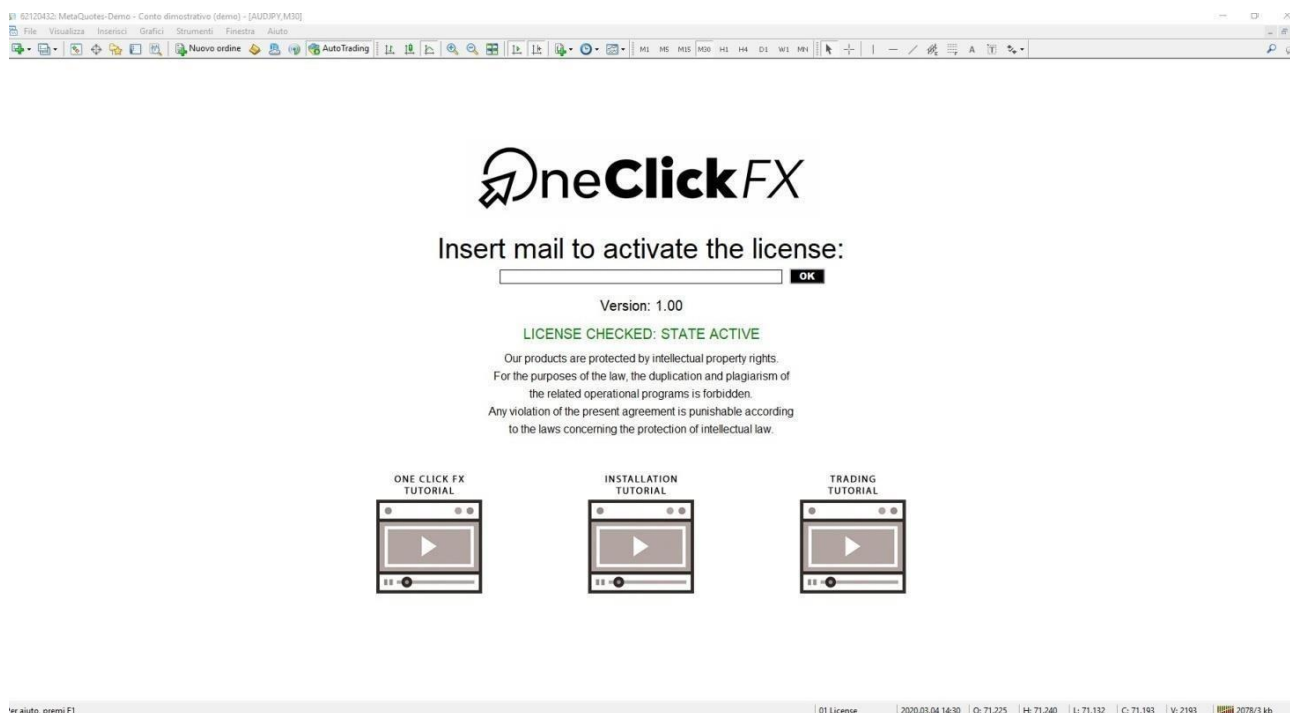 62120432: MetaQuotes-Demo - Conto dimostrativo (demo) - [AUDJPY,M30]
File Visualizza Inserisci Grafici Strumenti Finestra Aiuto
Nuovo ordine AutoTrading M1 M5 M15 M30 H1 H4 D1 W1 MN A T
OneClickFX
Insert mail to activate the license:
OK
Version: 1.00
LICENSE CHECKED: STATE ACTIVE
Our products are protected by intellectual property rights.
For the purposes of the law, the duplication and plagiarism of
the related operational programs is forbidden.
Any violation of the present agreement is punishable according
to the laws concerning the protection of intellectual law.
ONE CLICK FX
TUTORIAL
INSTALLATION
TUTORIAL
TRADING
TUTORIAL
Per aiuto, premi F1 01 License 2020.03.04 14:30 O: 71.225 H: 71.240 L: 71.132 C: 71.193 V: 2193 2078/3 kb